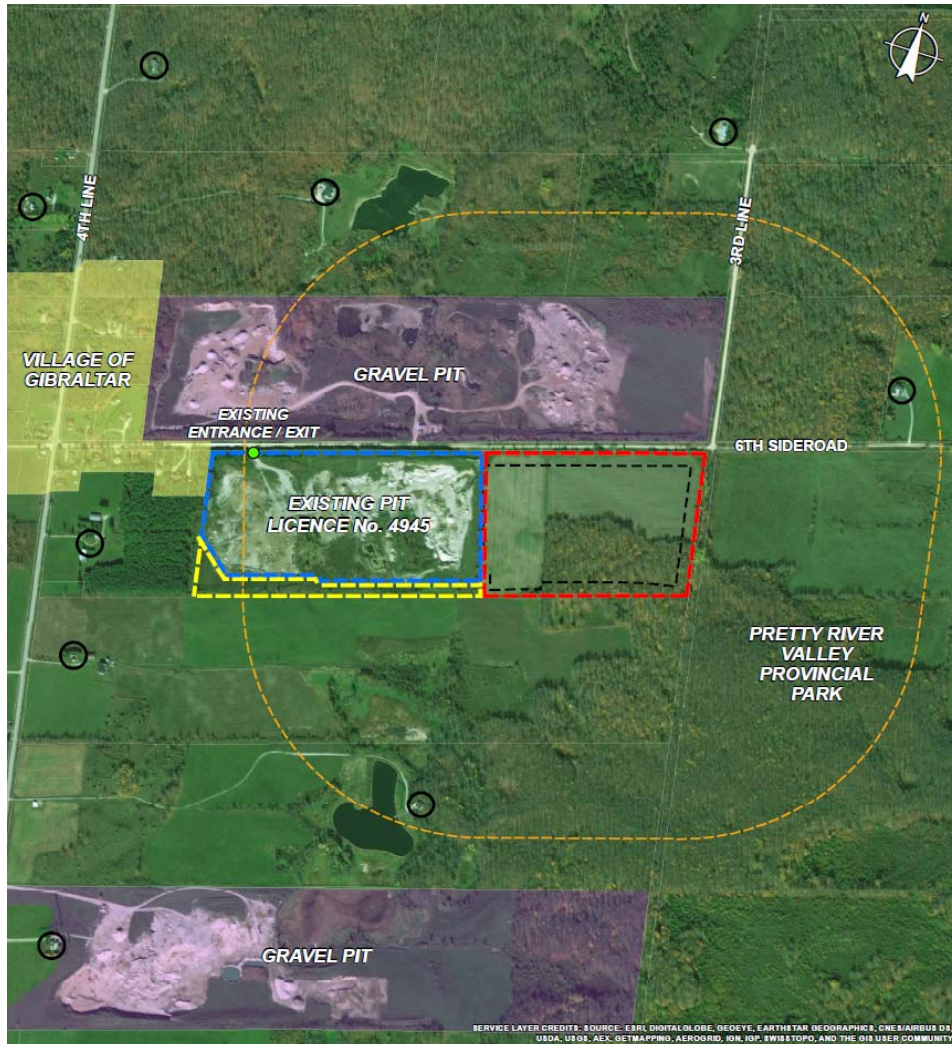 N
4TH LINE
3RD LINE
VILLAGE OF
GIBRALTAR
GRAVEL PIT
EXISTING
ENTRANCE / EXIT
6TH SIDEROAD
EXISTING PIT
LICENCE No. 4945
PRETTY RIVER
VALLEY
PROVINCIAL
PARK
GRAVEL PIT
SERVICE LAYER CREDITS: SOURCE: ESRI, DIGITALGLOBE, GEOEYE, EARTHSTAR GEOGRAPHICS, CNES/AIRBUS DS,
USDA, USGS, AEX, GETMAPPING, AEROGRID, IGN, IGP, SWISSTOPO, AND THE GIS USER COMMUNITY